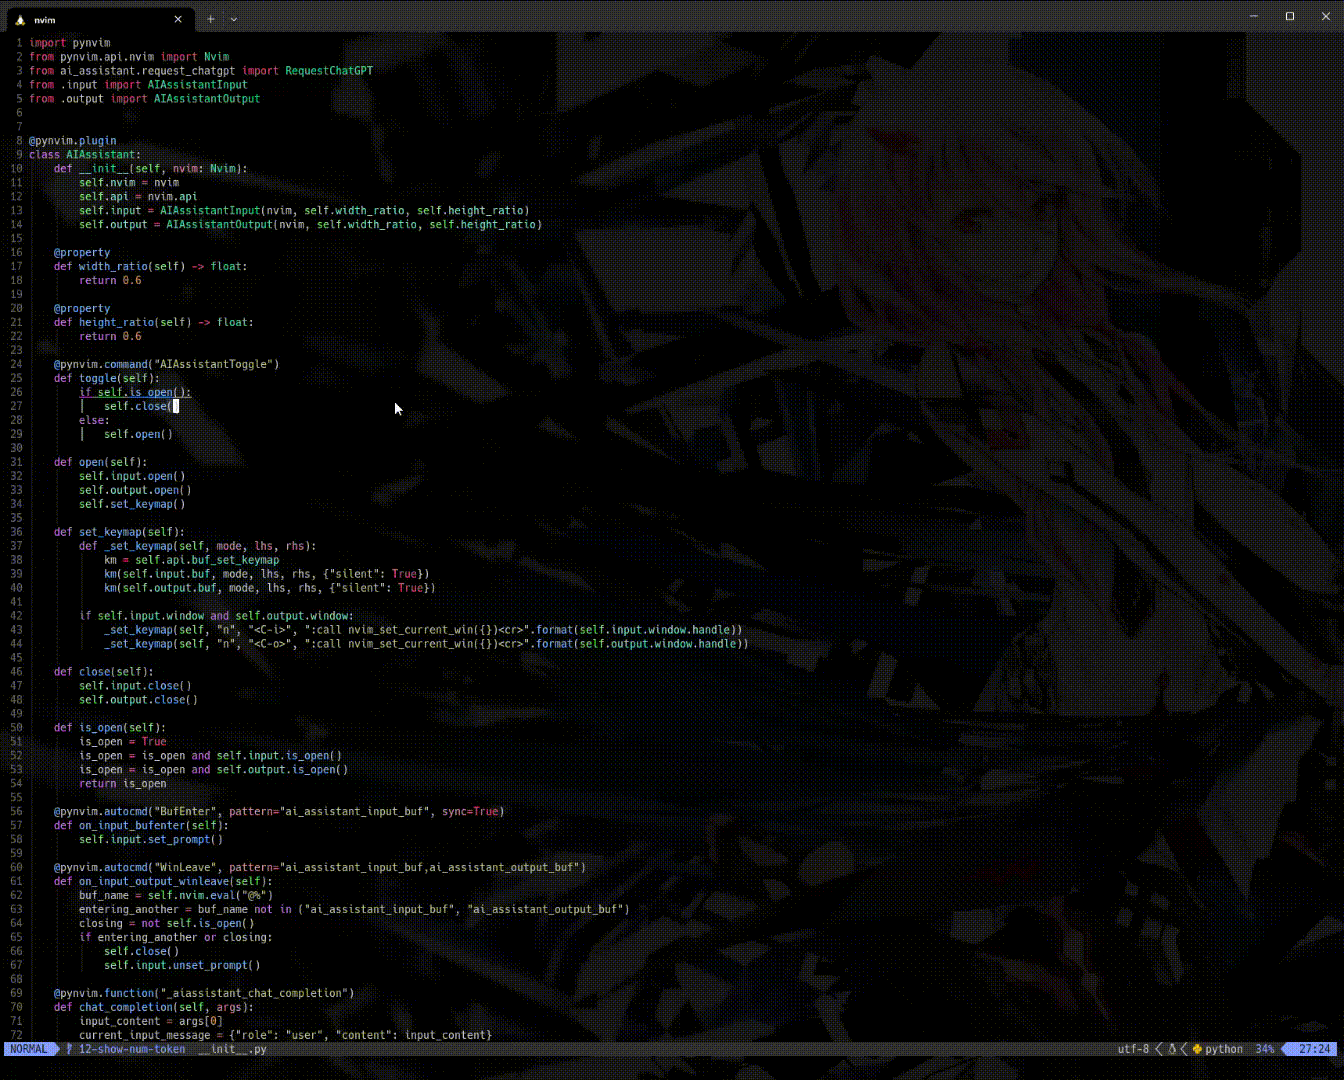 nvim
1 import pynvim
2 from pynvim.api.nvim import Nvim
3 from ai_assistant.request_chatgpt import RequestChatGPT
4 from .input import AIAssistantInput
5 from .output import AIAssistantOutput
6
7
8 @pynvim.plugin
9 class AIAssistant:
10     def __init__(self, nvim: Nvim):
11         self.nvim = nvim
12         self.api = nvim.api
13         self.input = AIAssistantInput(nvim, self.width_ratio, self.height_ratio)
14         self.output = AIAssistantOutput(nvim, self.width_ratio, self.height_ratio)
15
16     @property
17     def width_ratio(self) -> float:
18         return 0.6
19
20     @property
21     def height_ratio(self) -> float:
22         return 0.6
23
24     @pynvim.command("AIAssistantToggle")
25     def toggle(self):
26         if self.is_open():
27             self.close()
28         else:
29             self.open()
30
31     def open(self):
32         self.input.open()
33         self.output.open()
34         self.set_keymap()
35
36     def set_keymap(self):
37         def _set_keymap(self, mode, lhs, rhs):
38             km = self.api.buf_set_keymap
39             km(self.input.buf, mode, lhs, rhs, {"silent": True})
40             km(self.output.buf, mode, lhs, rhs, {"silent": True})
41
42         if self.input.window and self.output.window:
43             _set_keymap(self, "n", "<C-i>", ":call nvim_set_current_win({})<cr>".format(self.input.window.handle))
44             _set_keymap(self, "n", "<C-o>", ":call nvim_set_current_win({})<cr>".format(self.output.window.handle))
45
46     def close(self):
47         self.input.close()
48         self.output.close()
49
50     def is_open(self):
51         is_open = True
52         is_open = is_open and self.input.is_open()
53         is_open = is_open and self.output.is_open()
54         return is_open
55
56     @pynvim.autocmd("BufEnter", pattern="ai_assistant_input_buf", sync=True)
57     def on_input_bufenter(self):
58         self.input.set_prompt()
59
60     @pynvim.autocmd("WinLeave", pattern="ai_assistant_input_buf,ai_assistant_output_buf")
61     def on_input_output_winleave(self):
62         buf_name = self.nvim.eval("@%")
63         entering_another = buf_name not in ("ai_assistant_input_buf", "ai_assistant_output_buf")
64         closing = not self.is_open()
65         if entering_another or closing:
66             self.close()
67             self.input.unset_prompt()
68
69     @pynvim.function("_aiassistant_chat_completion")
70     def chat_completion(self, args):
71         input_content = args[0]
72         current_input_message = {"role": "user", "content": input_content}
NORMAL 12-show-num-token __init__.py utf-8 python 34% 27:24